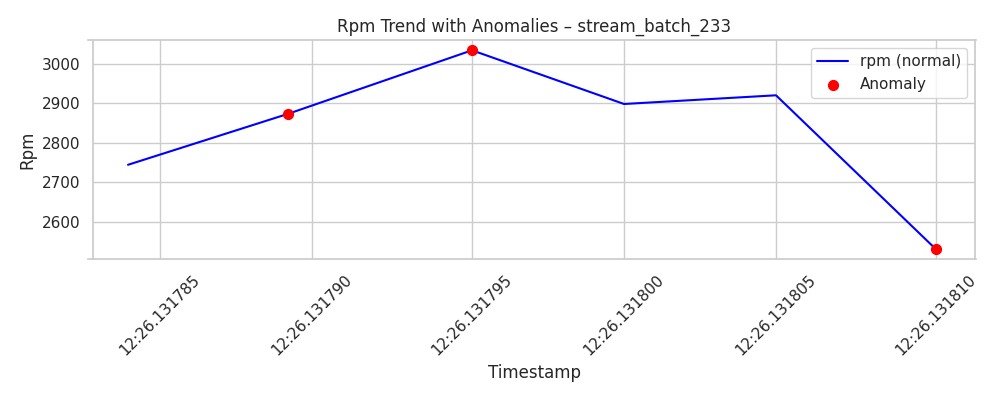 Rpm Trend with Anomalies – stream_batch_233
rpm (normal)
Anomaly
Rpm
3000
2900
2800
2700
2600
12:26.131785
12:26.131790
12:26.131795
12:26.131800
12:26.131805
12:26.131810
Timestamp